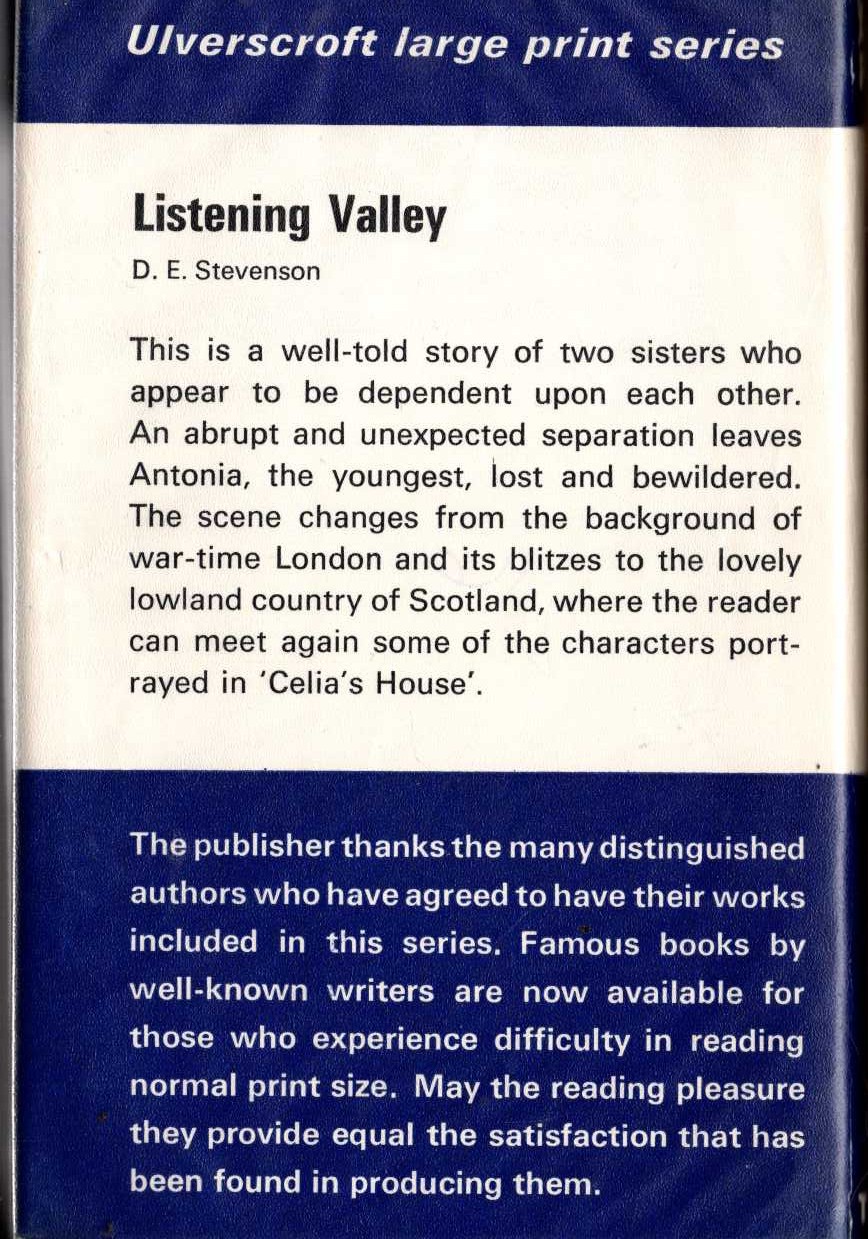 Ulverscroft large print series
Listening Valley
D. E. Stevenson
This is a well-told story of two sisters who
appear to be dependent upon each other.
An abrupt and unexpected separation leaves
Antonia, the youngest, lost and bewildered.
The scene changes from the background of
war-time London and its blitzes to the lovely
lowland country of Scotland, where the reader
can meet again some of the characters port-
rayed in 'Celia's House'.
The publisher thanks the many distinguished
authors who have agreed to have their works
included in this series. Famous books by
well-known writers are now available for
those who experience difficulty in reading
normal print size. May the reading pleasure
they provide equal the satisfaction that has
been found in producing them.